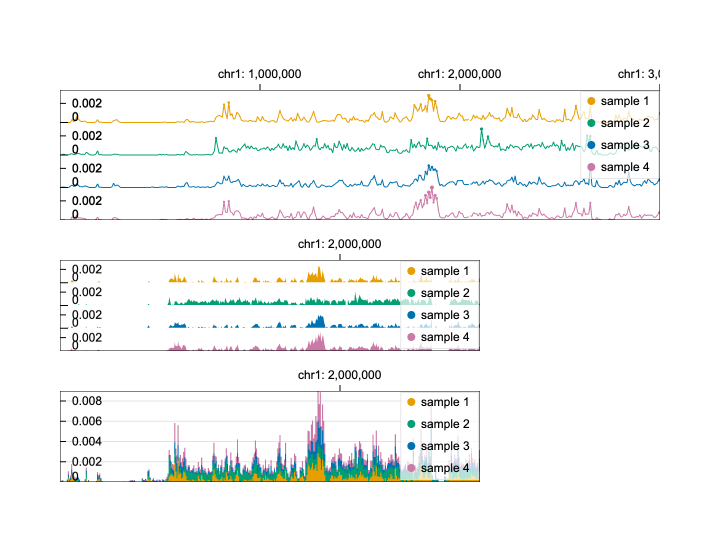 chr1: 1,000,000 chr1: 2,000,000 chr1: 3,0
0.002 sample 1
0 sample 2
0.002 sample 3
0 sample 4
0.002
0
0.002
0
chr1: 2,000,000
0.002 sample 1
0 sample 2
0.002 sample 3
0 sample 4
0.002
0
0.002
0
chr1: 2,000,000
0.008 sample 1
0.006 sample 2
0.004 sample 3
0.002 sample 4
0